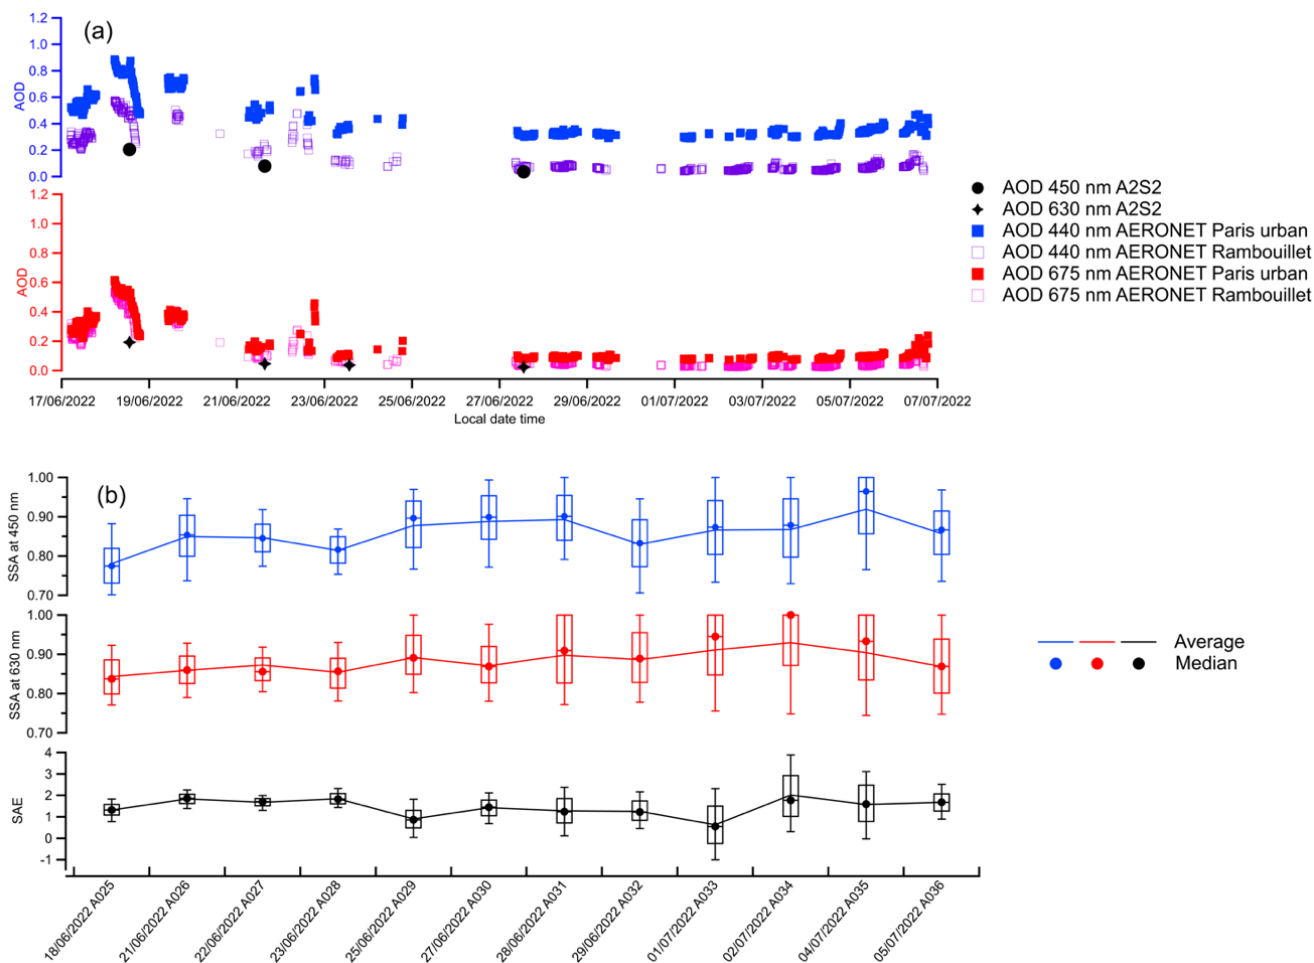 (a)
1.2
1.0
0.8
0.6
0.4
0.2
0.0
AOD
1.2
1.0
0.8
0.6
0.4
0.2
0.0
AOD
17/06/2022 19/06/2022 21/06/2022 23/06/2022 25/06/2022 27/06/2022 29/06/2022 01/07/2022 03/07/2022 05/07/2022 07/07/2022
Local date time
AOD 450 nm A2S2
AOD 630 nm A2S2
AOD 440 nm AERONET Paris urban
AOD 440 nm AERONET Rambouillet
AOD 675 nm AERONET Paris urban
AOD 675 nm AERONET Rambouillet
(b)
1.00
0.90
0.80
0.70
SSA at 450 nm
1.00
0.90
0.80
0.70
SSA at 630 nm
4
3
2
1
0
-1
SAE
18/06/2022 A025
21/06/2022 A026
22/06/2022 A027
23/06/2022 A028
25/06/2022 A029
27/06/2022 A030
28/06/2022 A031
29/06/2022 A032
01/07/2022 A033
02/07/2022 A034
04/07/2022 A035
05/07/2022 A036
Average
Median